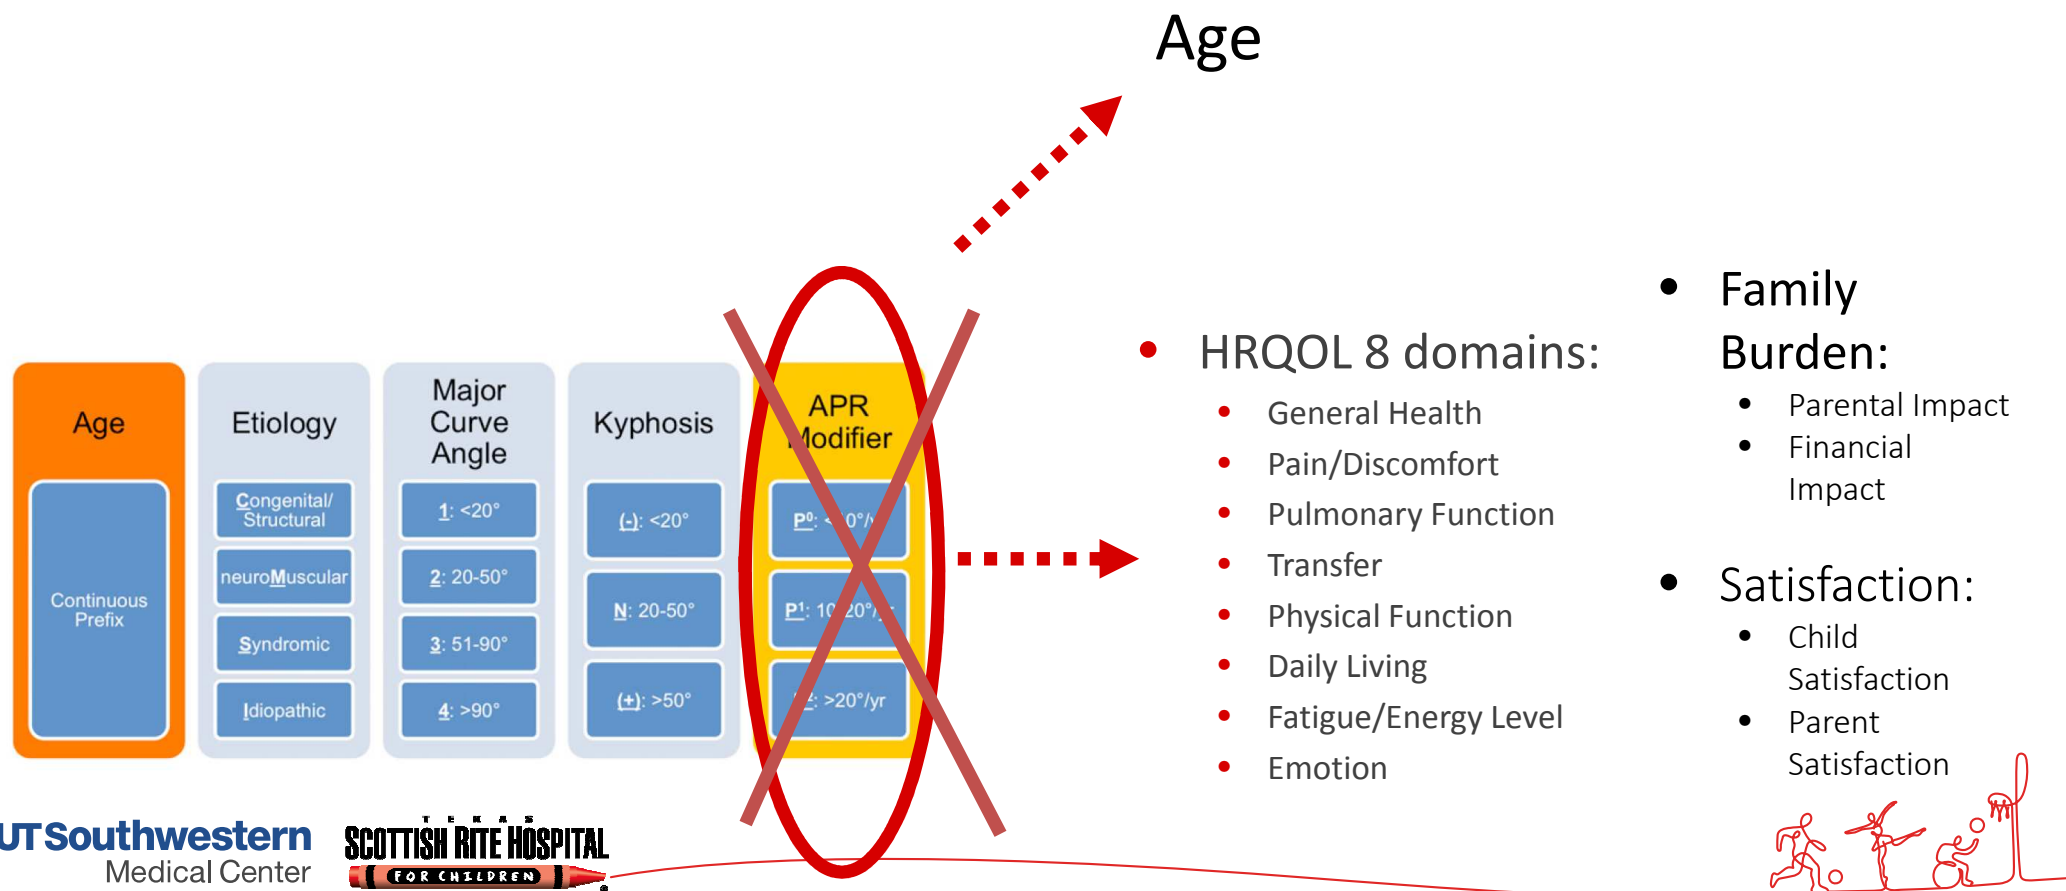 Age
Age
Continuous
Prefix
Etiology
Congenital/
Structural
neuroMuscular
Syndromic
Idiopathic
Major
Curve
Angle
1: <20°
2: 20-50°
3: 51-90°
4: >90°
Kyphosis
(-): <20°
N: 20-50°
(+): >50°
APR
Modifier
P⁰:
P¹:
>20°/yr
• HRQOL 8 domains:
• General Health
• Pain/Discomfort
• Pulmonary Function
• Transfer
• Physical Function
• Daily Living
• Fatigue/Energy Level
• Emotion
• Family
Burden:
• Parental Impact
• Financial
Impact
• Satisfaction:
• Child
Satisfaction
• Parent
Satisfaction
UTSouthwestern
Medical Center
TEXAS
SCOTTISH RITE HOSPITAL
FOR CHILDREN